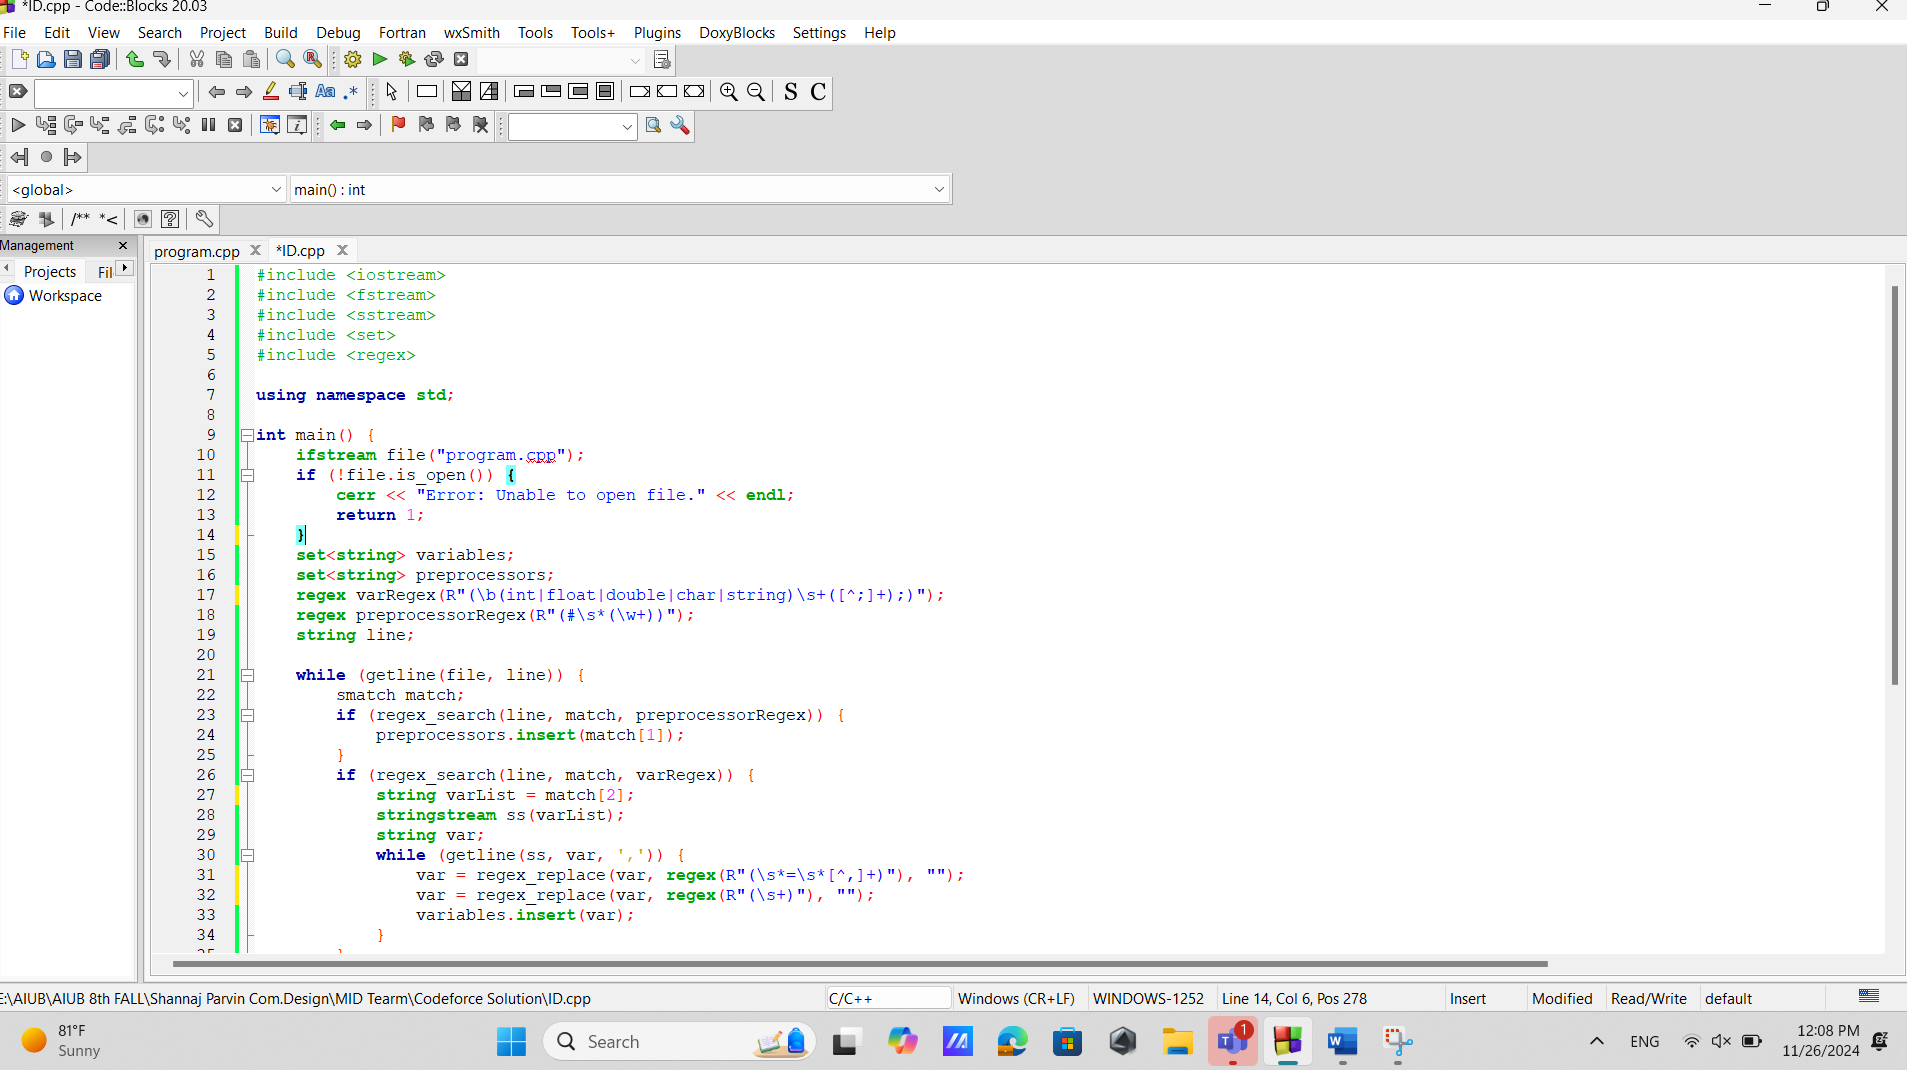 *ID.cpp - Code::Blocks 20.03
File Edit View Search Project Build Debug Fortran wxSmith Tools Tools+ Plugins DoxyBlocks Settings Help
Aa .*
S C
<global> main() : int
/** *<
Management
program.cpp *ID.cpp
Projects Fil
Workspace
1 #include <iostream>
2 #include <fstream>
3 #include <sstream>
4 #include <set>
5 #include <regex>
6
7 using namespace std;
8
9 int main() {
10 ifstream file("program.cpp");
11 if (!file.is_open()) {
12 cerr << "Error: Unable to open file." << endl;
13 return 1;
14 }
15 set<string> variables;
16 set<string> preprocessors;
17 regex varRegex(R"(\b(int|float|double|char|string)\s+([^;]+);)");
18 regex preprocessorRegex(R"(#\s*(\w+))");
19 string line;
20
21 while (getline(file, line)) {
22 smatch match;
23 if (regex_search(line, match, preprocessorRegex)) {
24 preprocessors.insert(match[1]);
25 }
26 if (regex_search(line, match, varRegex)) {
27 string varList = match[2];
28 stringstream ss(varList);
29 string var;
30 while (getline(ss, var, ',')) {
31 var = regex_replace(var, regex(R"(\s*=\s*[^,]+)"), "");
32 var = regex_replace(var, regex(R"(\s+)"), "");
33 variables.insert(var);
34 }
E:\AIUB\AIUB 8th FALL\Shannaj Parvin Com.Design\MID Tearm\Codeforce Solution\ID.cpp C/C++ Windows (CR+LF) WINDOWS-1252 Line 14, Col 6, Pos 278 Insert Modified Read/Write default
81°F
Sunny
Search
1
ENG
12:08 PM
11/26/2024